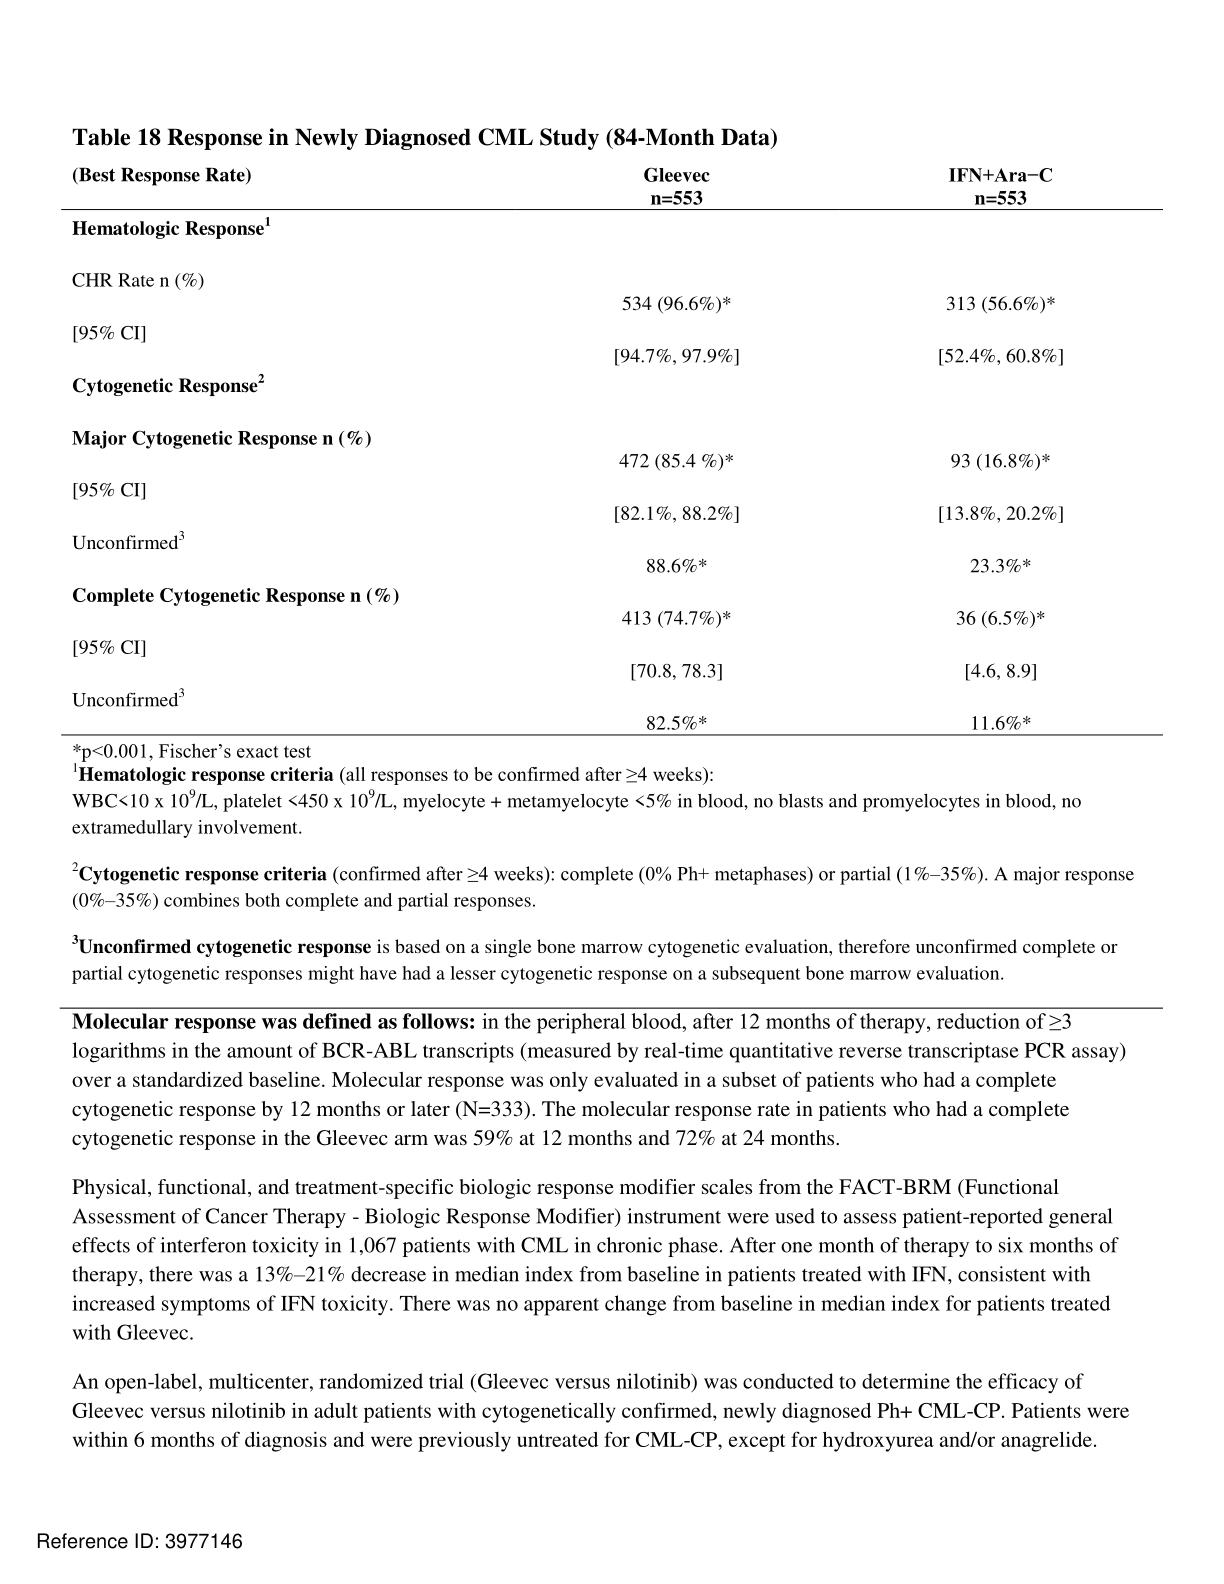 Table 18 Response in Newly Diagnosed CML Study (84-Month Data)
(Best Response Rate) Gleevec IFN+Ara−C
n=553 n=553
Hematologic Response¹
CHR Rate n (%)
534 (96.6%)* 313 (56.6%)*
[95% CI]
[94.7%, 97.9%] [52.4%, 60.8%]
Cytogenetic Response²
Major Cytogenetic Response n (%)
472 (85.4 %)* 93 (16.8%)*
[95% CI]
[82.1%, 88.2%] [13.8%, 20.2%]
Unconfirmed³
88.6%* 23.3%*
Complete Cytogenetic Response n (%)
413 (74.7%)* 36 (6.5%)*
[95% CI]
[70.8, 78.3] [4.6, 8.9]
Unconfirmed³
82.5%* 11.6%*
*p<0.001, Fischer’s exact test
¹Hematologic response criteria (all responses to be confirmed after ≥4 weeks):
WBC<10 x 10⁹/L, platelet <450 x 10⁹/L, myelocyte + metamyelocyte <5% in blood, no blasts and promyelocytes in blood, no
extramedullary involvement.
²Cytogenetic response criteria (confirmed after ≥4 weeks): complete (0% Ph+ metaphases) or partial (1%–35%). A major response
(0%–35%) combines both complete and partial responses.
³Unconfirmed cytogenetic response is based on a single bone marrow cytogenetic evaluation, therefore unconfirmed complete or
partial cytogenetic responses might have had a lesser cytogenetic response on a subsequent bone marrow evaluation.
Molecular response was defined as follows: in the peripheral blood, after 12 months of therapy, reduction of ≥3
logarithms in the amount of BCR-ABL transcripts (measured by real-time quantitative reverse transcriptase PCR assay)
over a standardized baseline. Molecular response was only evaluated in a subset of patients who had a complete
cytogenetic response by 12 months or later (N=333). The molecular response rate in patients who had a complete
cytogenetic response in the Gleevec arm was 59% at 12 months and 72% at 24 months.
Physical, functional, and treatment-specific biologic response modifier scales from the FACT-BRM (Functional
Assessment of Cancer Therapy - Biologic Response Modifier) instrument were used to assess patient-reported general
effects of interferon toxicity in 1,067 patients with CML in chronic phase. After one month of therapy to six months of
therapy, there was a 13%–21% decrease in median index from baseline in patients treated with IFN, consistent with
increased symptoms of IFN toxicity. There was no apparent change from baseline in median index for patients treated
with Gleevec.
An open-label, multicenter, randomized trial (Gleevec versus nilotinib) was conducted to determine the efficacy of
Gleevec versus nilotinib in adult patients with cytogenetically confirmed, newly diagnosed Ph+ CML-CP. Patients were
within 6 months of diagnosis and were previously untreated for CML-CP, except for hydroxyurea and/or anagrelide.
Reference ID: 3977146